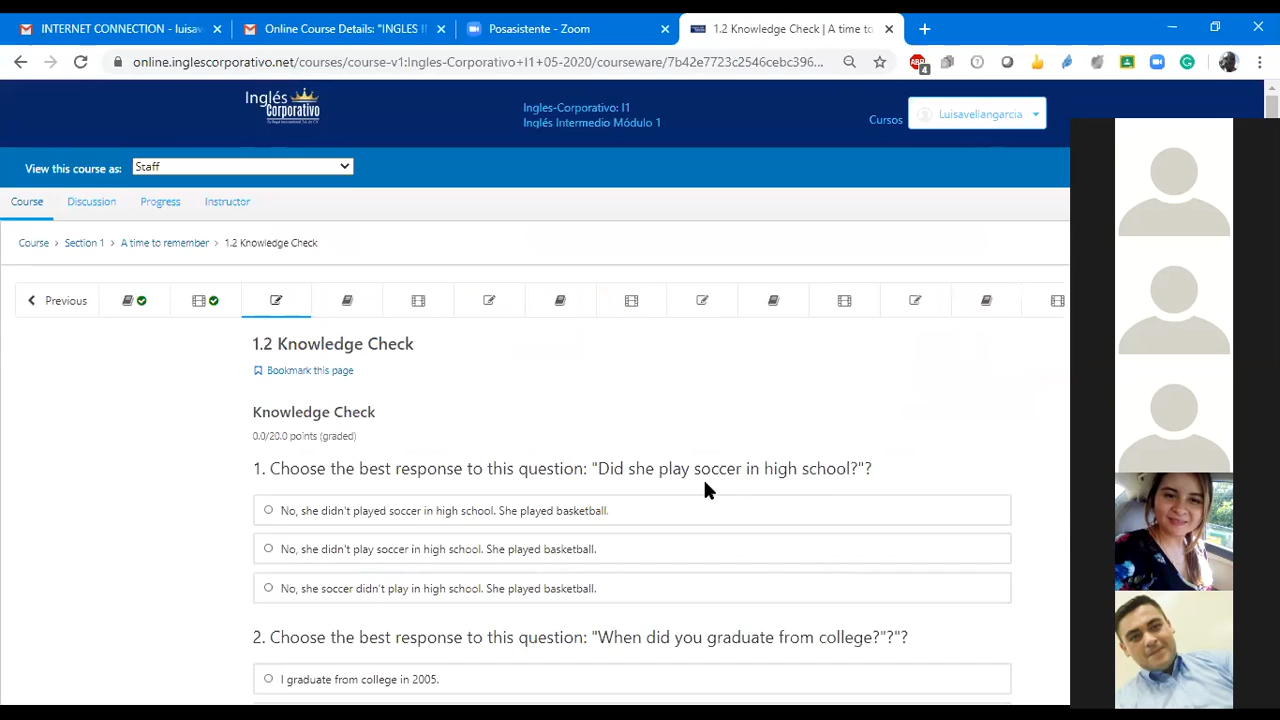 INTERNET CONNECTION - luisav
Online Course Details: "INGLES I
Posasistente - Zoom
1.2 Knowledge Check | A time to
online.inglescorporativo.net/courses/course-v1:Ingles-Corporativo+I1+05-2020/courseware/7b42e7723c2546cebc396...
ABP
4
Inglés
Corporativo
Ingles-Corporativo: I1
Inglés Intermedio Módulo 1
Cursos
Luisavellangarcia
View this course as:
Staff
Course
Discussion
Progress
Instructor
Course > Section 1 > A time to remember > 1.2 Knowledge Check
Previous
1.2 Knowledge Check
Bookmark this page
Knowledge Check
0.0/20.0 points (graded)
1. Choose the best response to this question: "Did she play soccer in high school?"?
No, she didn't played soccer in high school. She played basketball.
No, she didn't play soccer in high school. She played basketball.
No, she soccer didn't play in high school. She played basketball.
2. Choose the best response to this question: "When did you graduate from college?"?"?
I graduate from college in 2005.